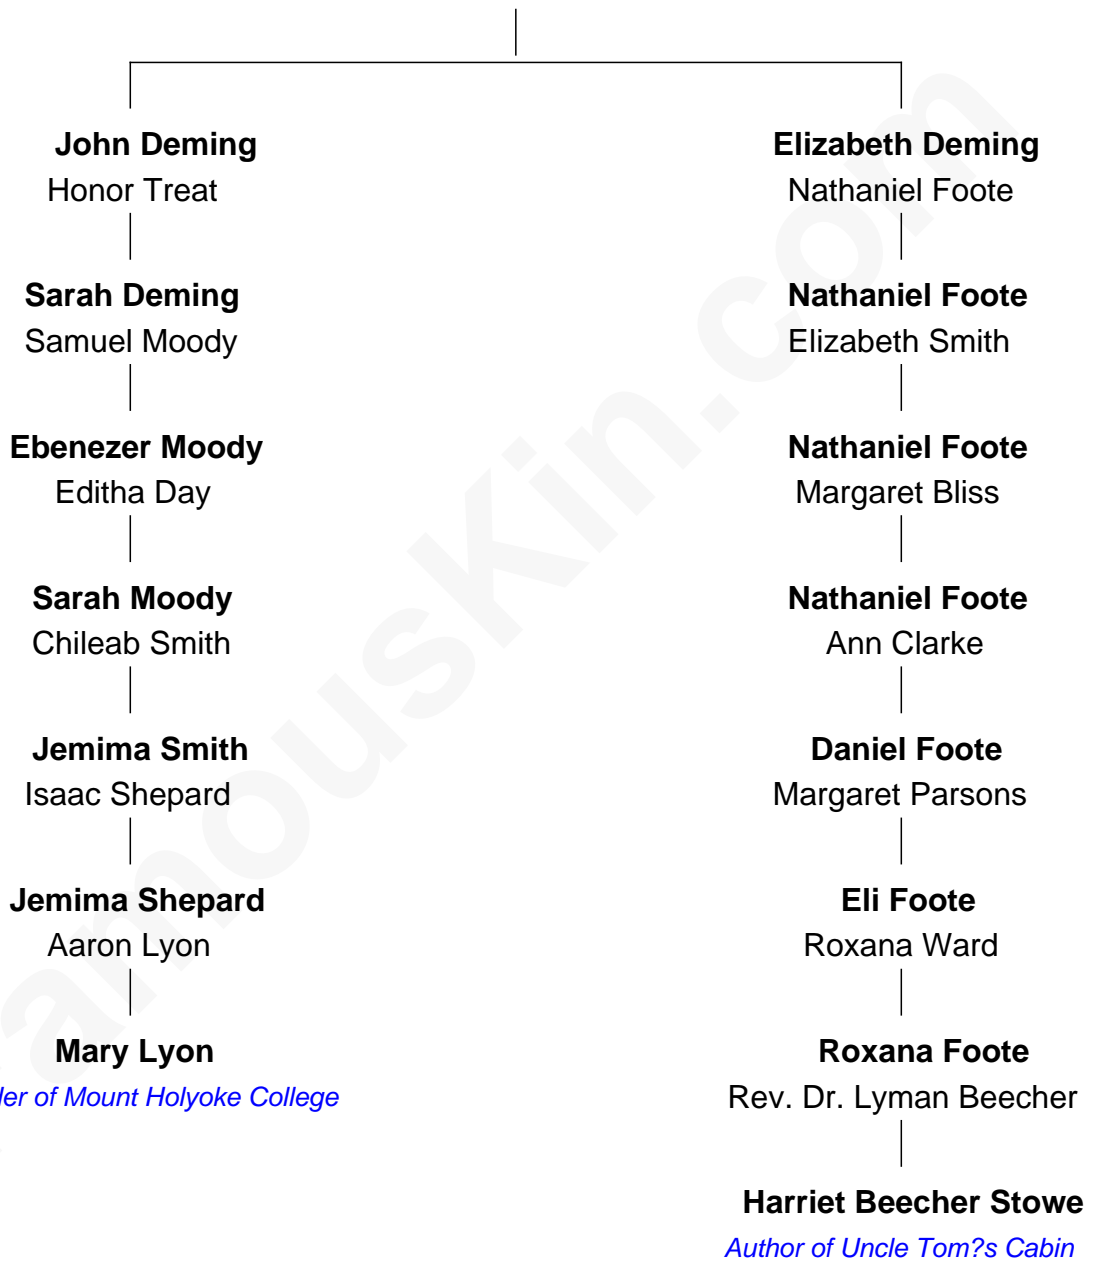 John Deming
Honor Treat
Sarah Deming
Samuel Moody
Ebenezer Moody
Editha Day
Sarah Moody
Chileab Smith
Jemima Smith
Isaac Shepard
Jemima Shepard
Aaron Lyon
Mary Lyon
of Mount Holyoke College
Elizabeth Deming
Nathaniel Foote
Nathaniel Foote
Elizabeth Smith
Nathaniel Foote
Margaret Bliss
Nathaniel Foote
Ann Clarke
Daniel Foote
Margaret Parsons
Eli Foote
Roxana Ward
Roxana Foote
Rev. Dr. Lyman Beecher
Harriet Beecher Stowe
Author of Uncle Tom?s Cabin
amouskin.com